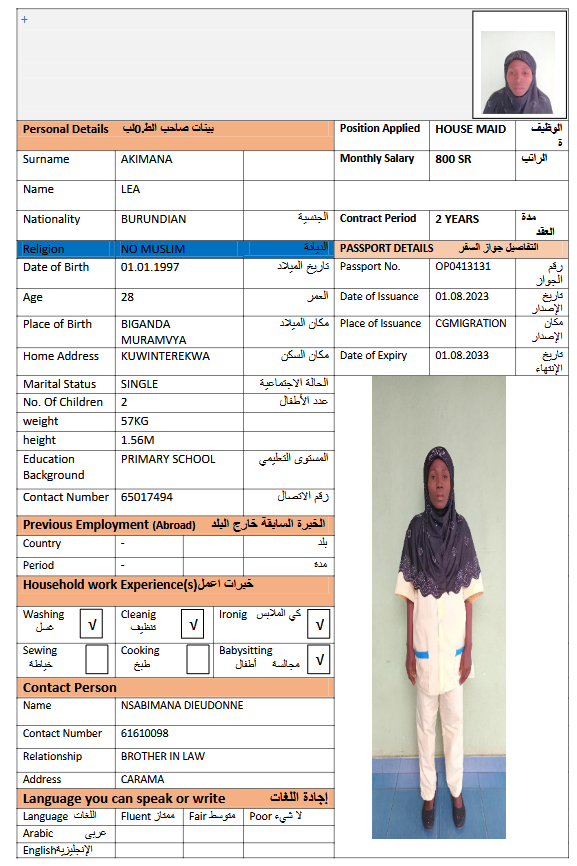 +
Personal Details بينات صاحب الط.0لب
Position Applied HOUSE MAID الوظيف
ة
Surname AKIMANA
Monthly Salary 800 SR الراتب
Name LEA
Nationality BURUNDIAN الجنسية
Contract Period 2 YEARS مدة
العقد
Religion NO MUSLIM الديانة
PASSPORT DETAILS التفاصيل جواز السفر
Date of Birth 01.01.1997 تاريخ الميلاد
Passport No. OP0413131 رقم
الجواز
Age 28 العمر
Date of Issuance 01.08.2023 تاريخ
الإصدار
Place of Birth BIGANDA مكان الميلاد
MURAMVYA
Place of Issuance CGMIGRATION مكان
الإصدار
Home Address KUWINTEREKWA مكان السكن
Date of Expiry 01.08.2033 تاريخ
الإنتهاء
Marital Status SINGLE الحالة الاجتماعية
No. Of Children 2 عدد الأطفال
weight 57KG
height 1.56M
Education PRIMARY SCHOOL المستوى التعليمي
Background
Contact Number 65017494 رقم الاتصال
Previous Employment (Abroad) الخبرة السابقة خارج البلد
Country - بلد
Period - مدة
Household work Experience(s)خبرات اعمل
Washing √ Cleanig √ Ironig كي الملابس √
غسل تنظيف
Sewing Cooking Babysitting √
خياطة طبخ مجالسة أطفال
Contact Person
Name NSABIMANA DIEUDONNE
Contact Number 61610098
Relationship BROTHER IN LAW
Address CARAMA
Language you can speak or write إجادة اللغات
Language اللغات Fluent ممتاز Fair متوسط Poor لا شيء
Arabic عربى
Englishالإنجليزية